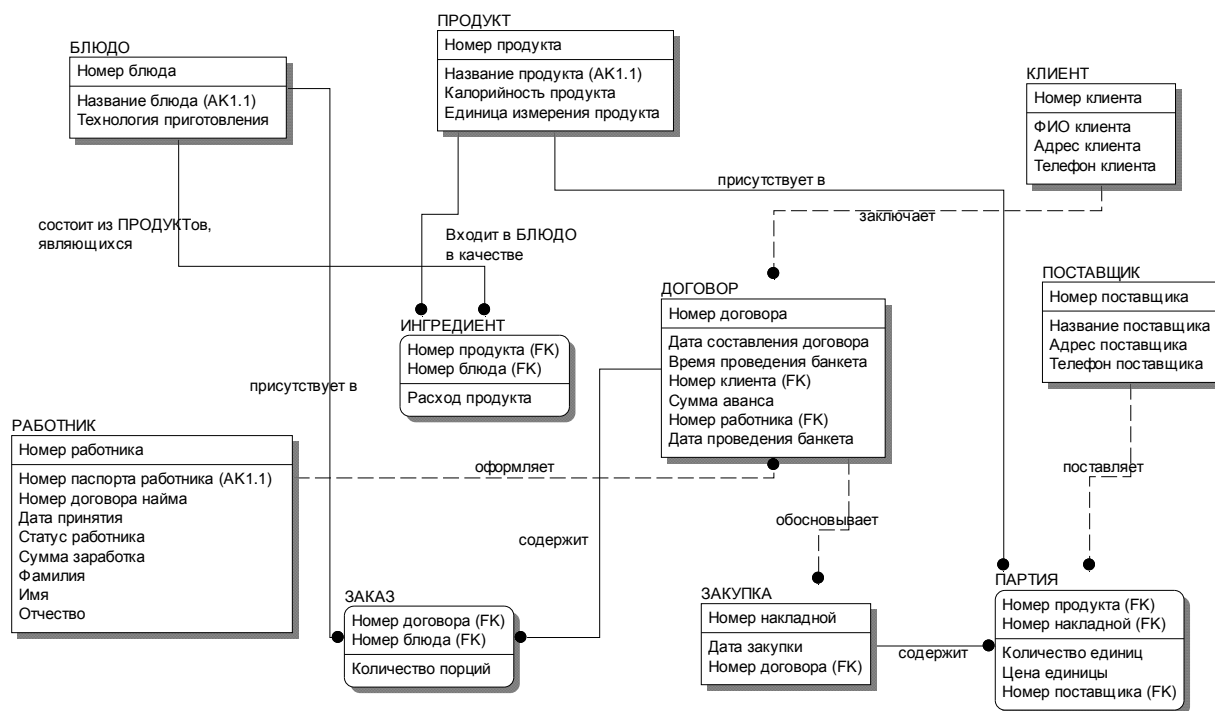 ПРОДУКТ
Номер продукта
Название продукта (AK1.1)
Калорийность продукта
Единица измерения продукта
БЛЮДО
Номер блюда
Название блюда (AK1.1)
Технология приготовления
КЛИЕНТ
Номер клиента
ФИО клиента
Адрес клиента
Телефон клиента
присутствует в
заключает
состоит из ПРОДУКТов,
являющихся
Входит в БЛЮДО
в качестве
ПОСТАВЩИК
Номер поставщика
Название поставщика
Адрес поставщика
Телефон поставщика
ДОГОВОР
Номер договора
Дата составления договора
Время проведения банкета
Номер клиента (FK)
Сумма аванса
Номер работника (FK)
Дата проведения банкета
ИНГРЕДИЕНТ
Номер продукта (FK)
Номер блюда (FK)
Расход продукта
присутствует в
РАБОТНИК
Номер работника
Номер паспорта работника (AK1.1)
Номер договора найма
Дата принятия
Статус работника
Сумма заработка
Фамилия
Имя
Отчество
оформляет
поставляет
обосновывает
содержит
ЗАКАЗ
Номер договора (FK)
Номер блюда (FK)
Количество порций
ЗАКУПКА
Номер накладной
Дата закупки
Номер договора (FK)
содержит
ПАРТИЯ
Номер продукта (FK)
Номер накладной (FK)
Количество единиц
Цена единицы
Номер поставщика (FK)